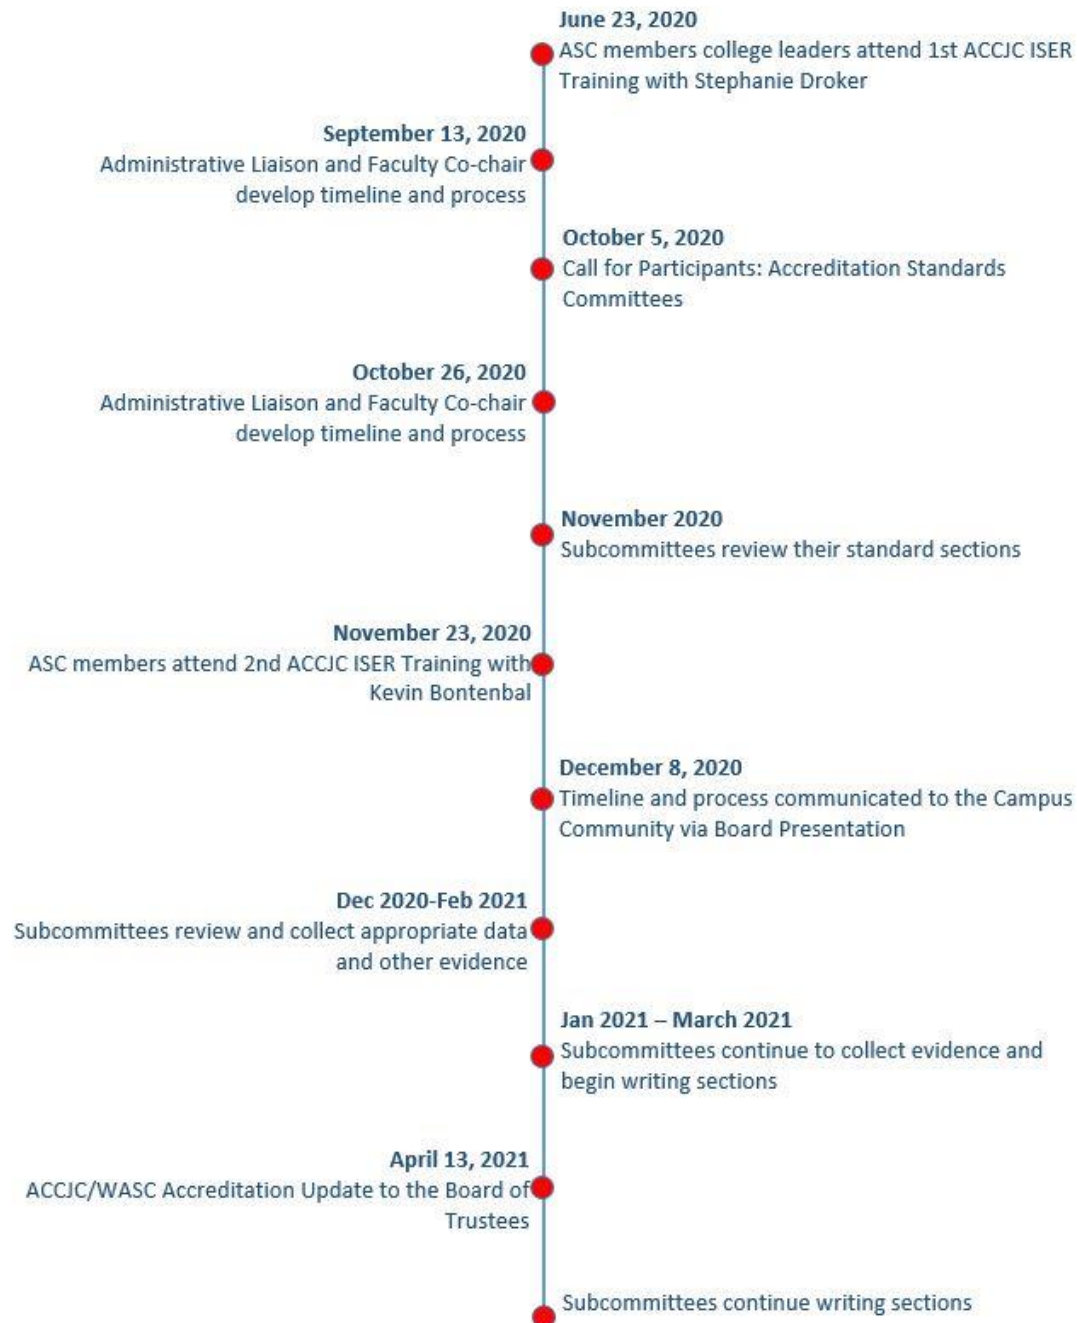 June 23, 2020
ASC members college leaders attend 1st ACCJC ISER
Training with Stephanie Droker
September 13, 2020
Administrative Liaison and Faculty Co-chair
develop timeline and process
October 5, 2020
Call for Participants: Accreditation Standards
Committees
October 26, 2020
Administrative Liaison and Faculty Co-chair
develop timeline and process
November 2020
Subcommittees review their standard sections
November 23, 2020
ASC members attend 2nd ACCJC ISER Training with
Kevin Bontenbal
December 8, 2020
Timeline and process communicated to the Campus
Community via Board Presentation
Dec 2020-Feb 2021
Subcommittees review and collect appropriate data
and other evidence
Jan 2021 – March 2021
Subcommittees continue to collect evidence and
begin writing sections
April 13, 2021
ACCJC/WASC Accreditation Update to the Board of
Trustees
Subcommittees continue writing sections